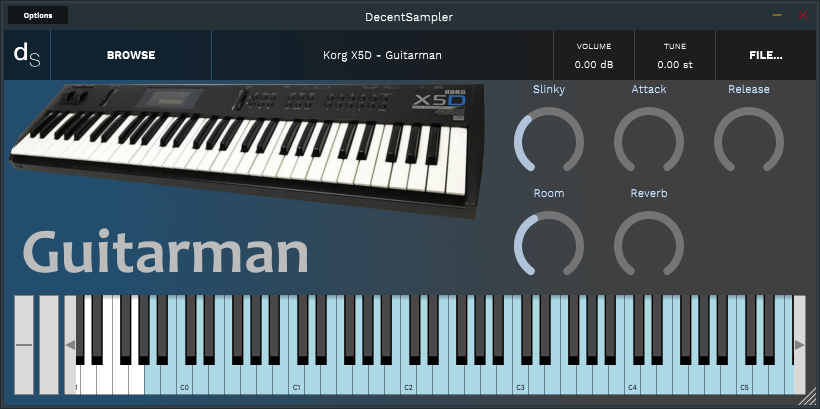 Options
DecentSampler
dS
BROWSE
Korg X5D - Guitarman
VOLUME
0.00 dB
TUNE
0.00 st
FILE...
KORG
X5D
Slinky
Attack
Release
Room
Reverb
Guitarman
C0
C1
C2
C3
C4
C5